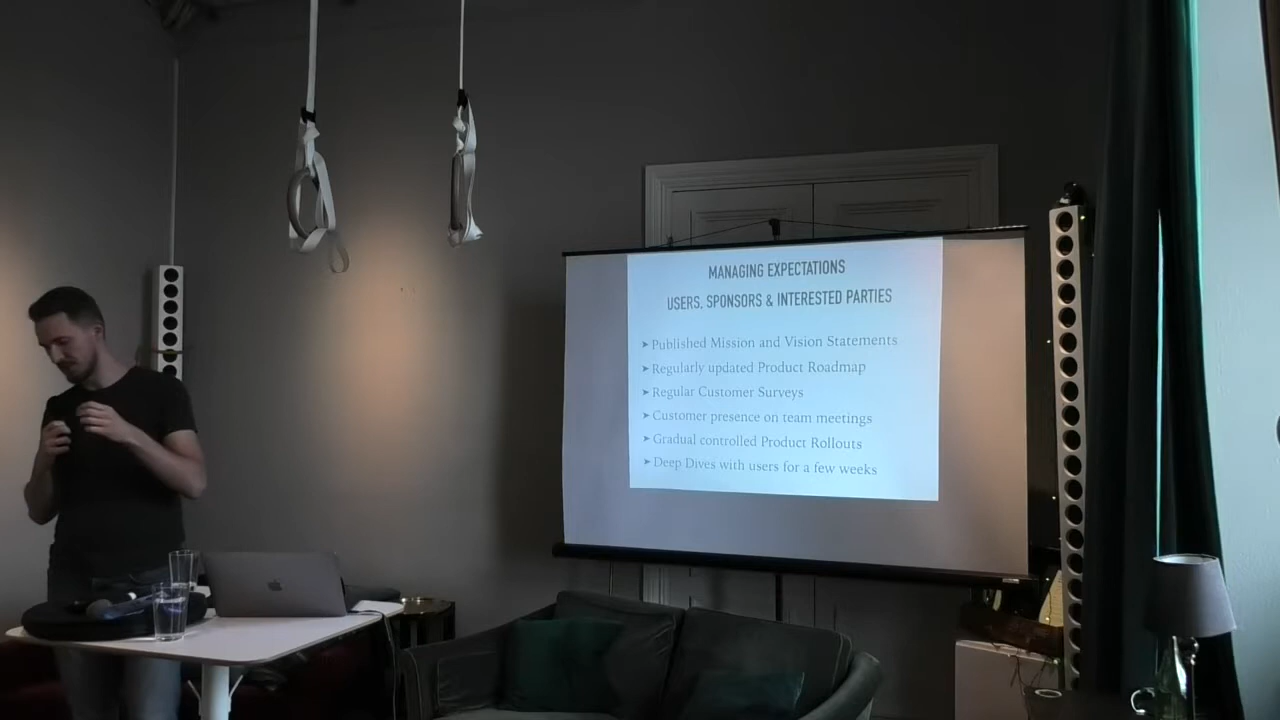 MANAGING EXPECTATIONS
USERS, SPONSORS & INTERESTED PARTIES
➤ Published Mission and Vision Statements
➤ Regularly updated Product Roadmap
➤ Regular Customer Surveys
➤ Customer presence on team meetings
➤ Gradual controlled Product Rollouts
➤ Deep Dives with users for a few weeks